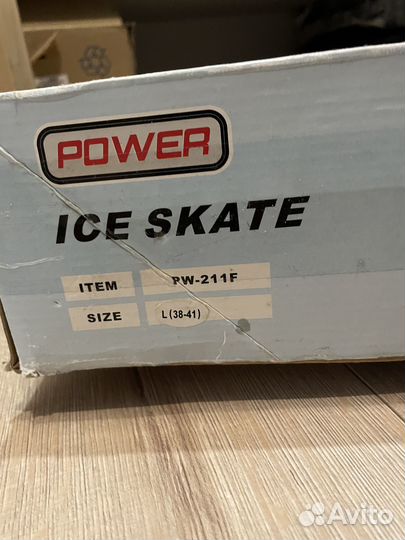 POWER
ICE SKATE
ITEM PW-211F
SIZE L (38-41)
Avito